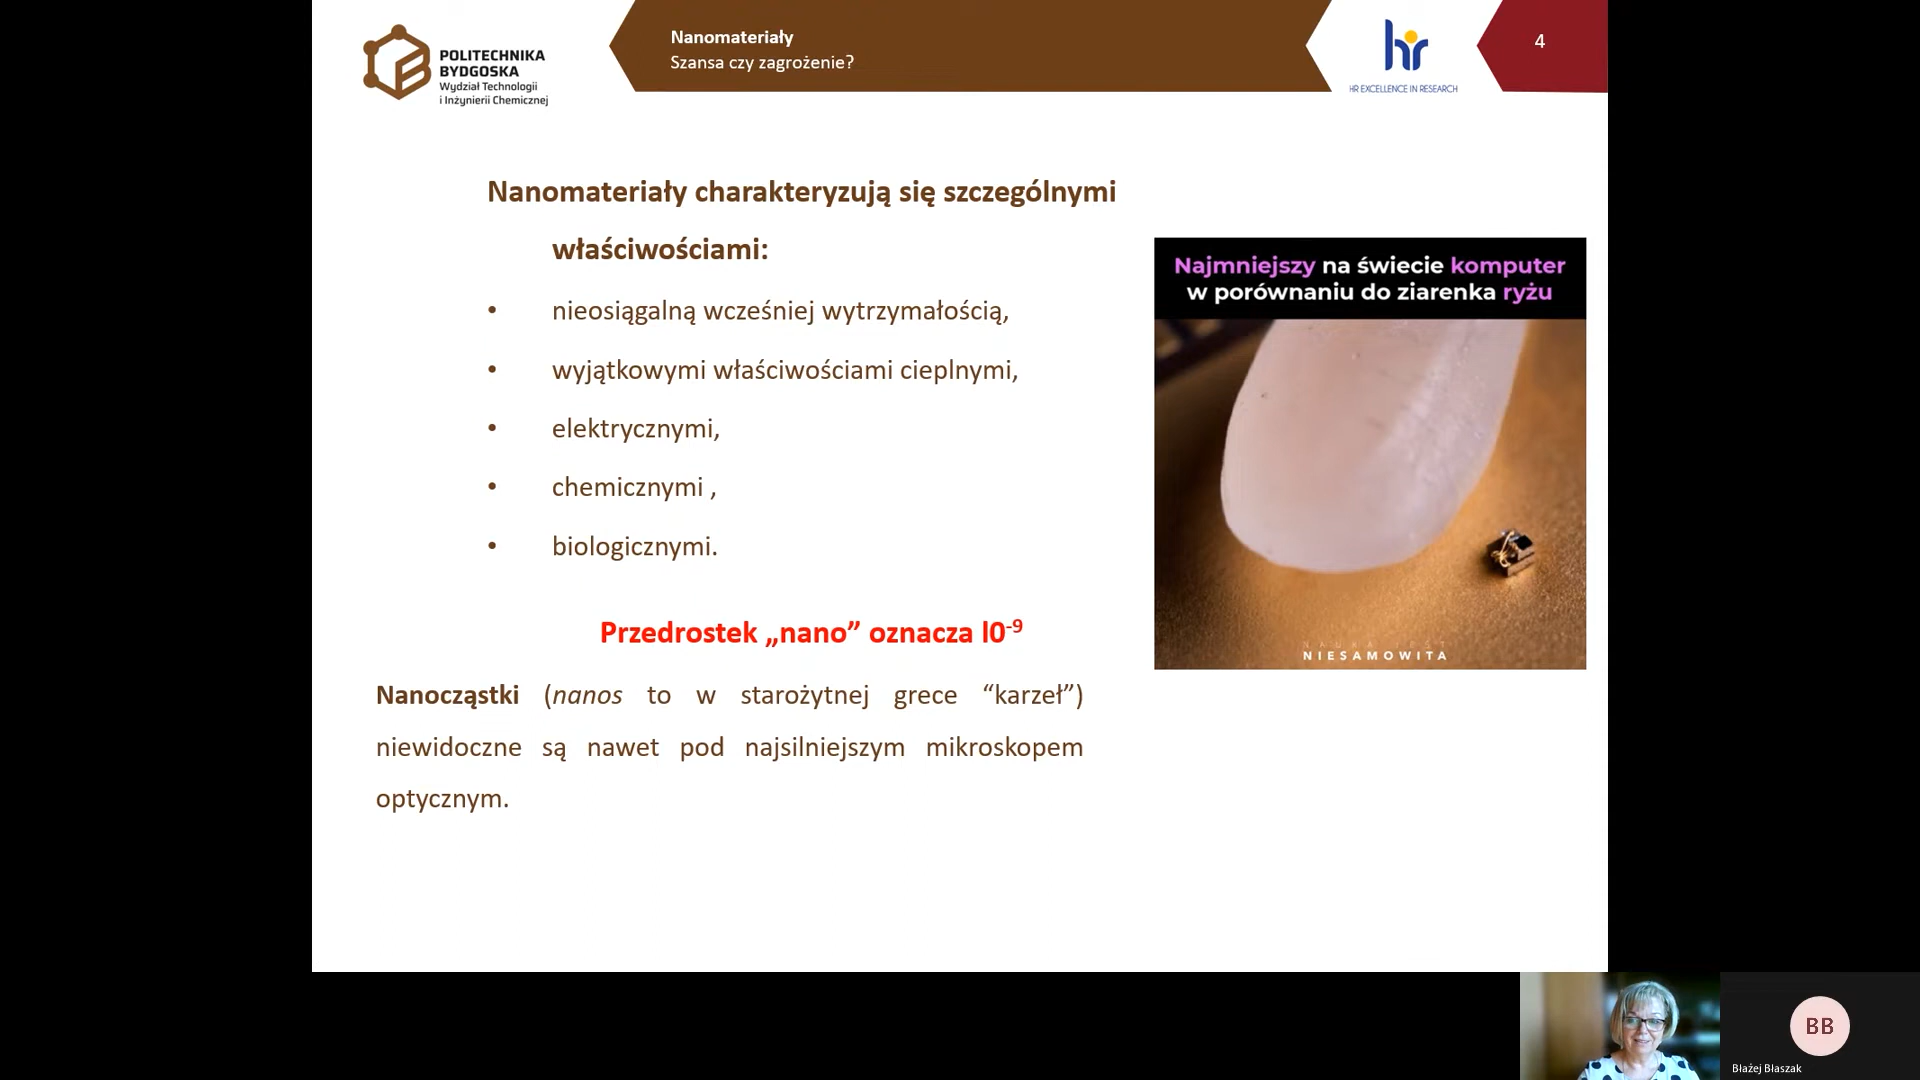 POLITECHNIKA
BYDGOSKA
Wydział Technologii
i Inżynierii Chemicznej
Nanomateriały
Szansa czy zagrożenie?
hr
HR EXCELLENCE IN RESEARCH
4
Nanomateriały charakteryzują się szczególnymi
właściwościami:
• nieosiągalną wcześniej wytrzymałością,
• wyjątkowymi właściwościami cieplnymi,
• elektrycznymi,
• chemicznymi ,
• biologicznymi.
Przedrostek „nano” oznacza l0⁻⁹
Nanocząstki (nanos to w starożytnej grece “karzeł”)
niewidoczne są nawet pod najsilniejszym mikroskopem
optycznym.
Najmniejszy na świecie komputer
w porównaniu do ziarenka ryżu
NIESAMOWITA
BB
Błażej Błaszak